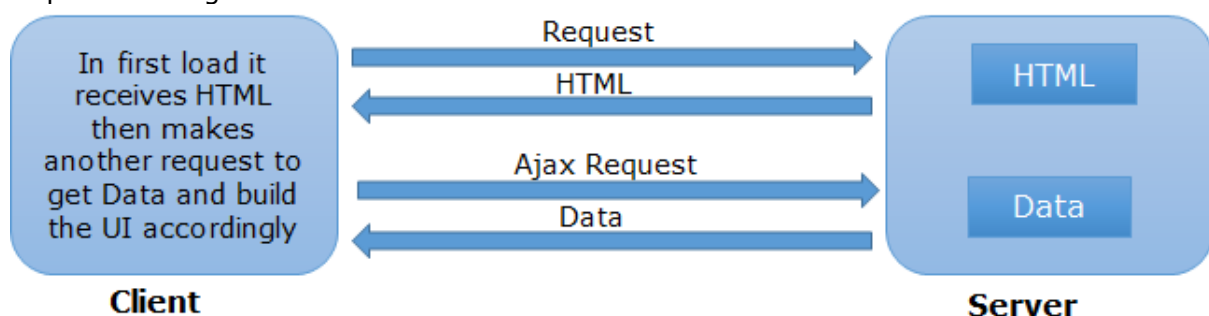 In first load it
receives HTML
then makes
another request to
get Data and build
the UI accordingly
Client
Request
HTML
Ajax Request
Data
HTML
Data
Server